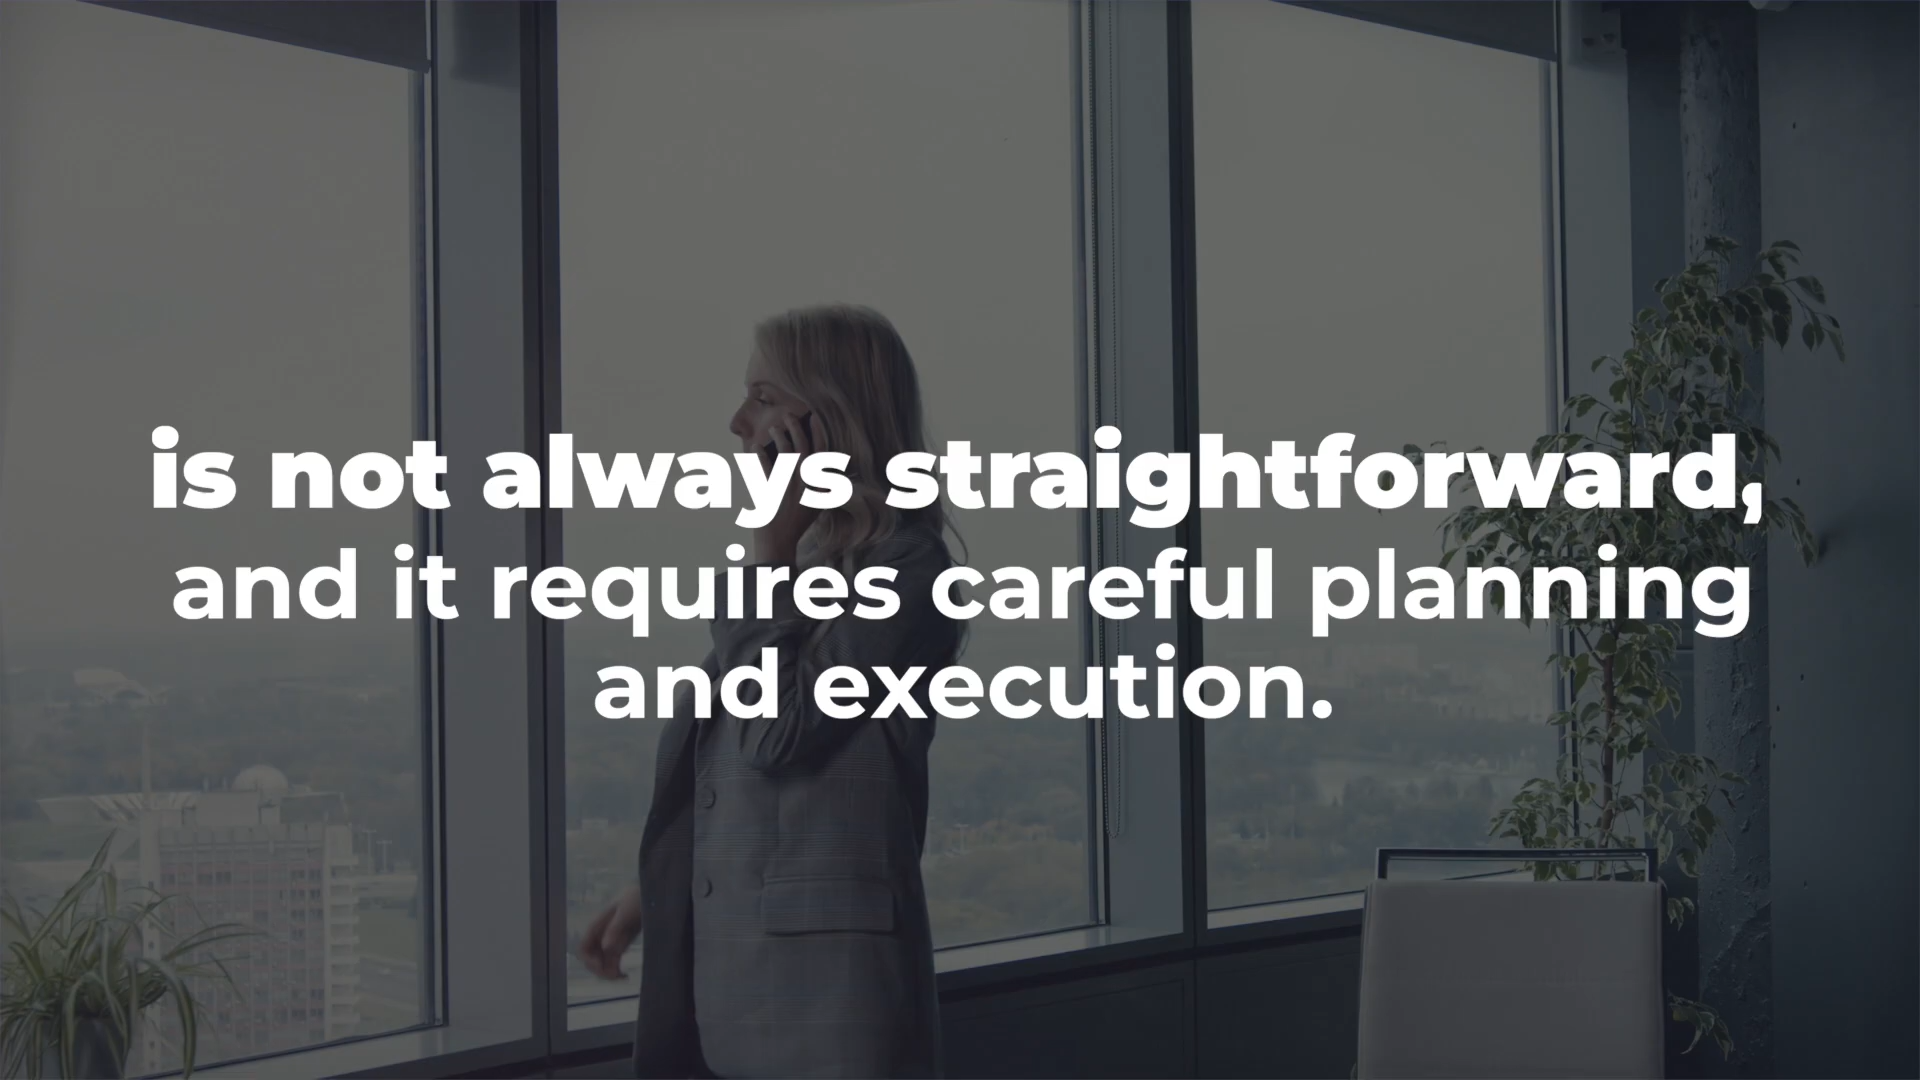 is not always straightforward,
and it requires careful planning
and execution.